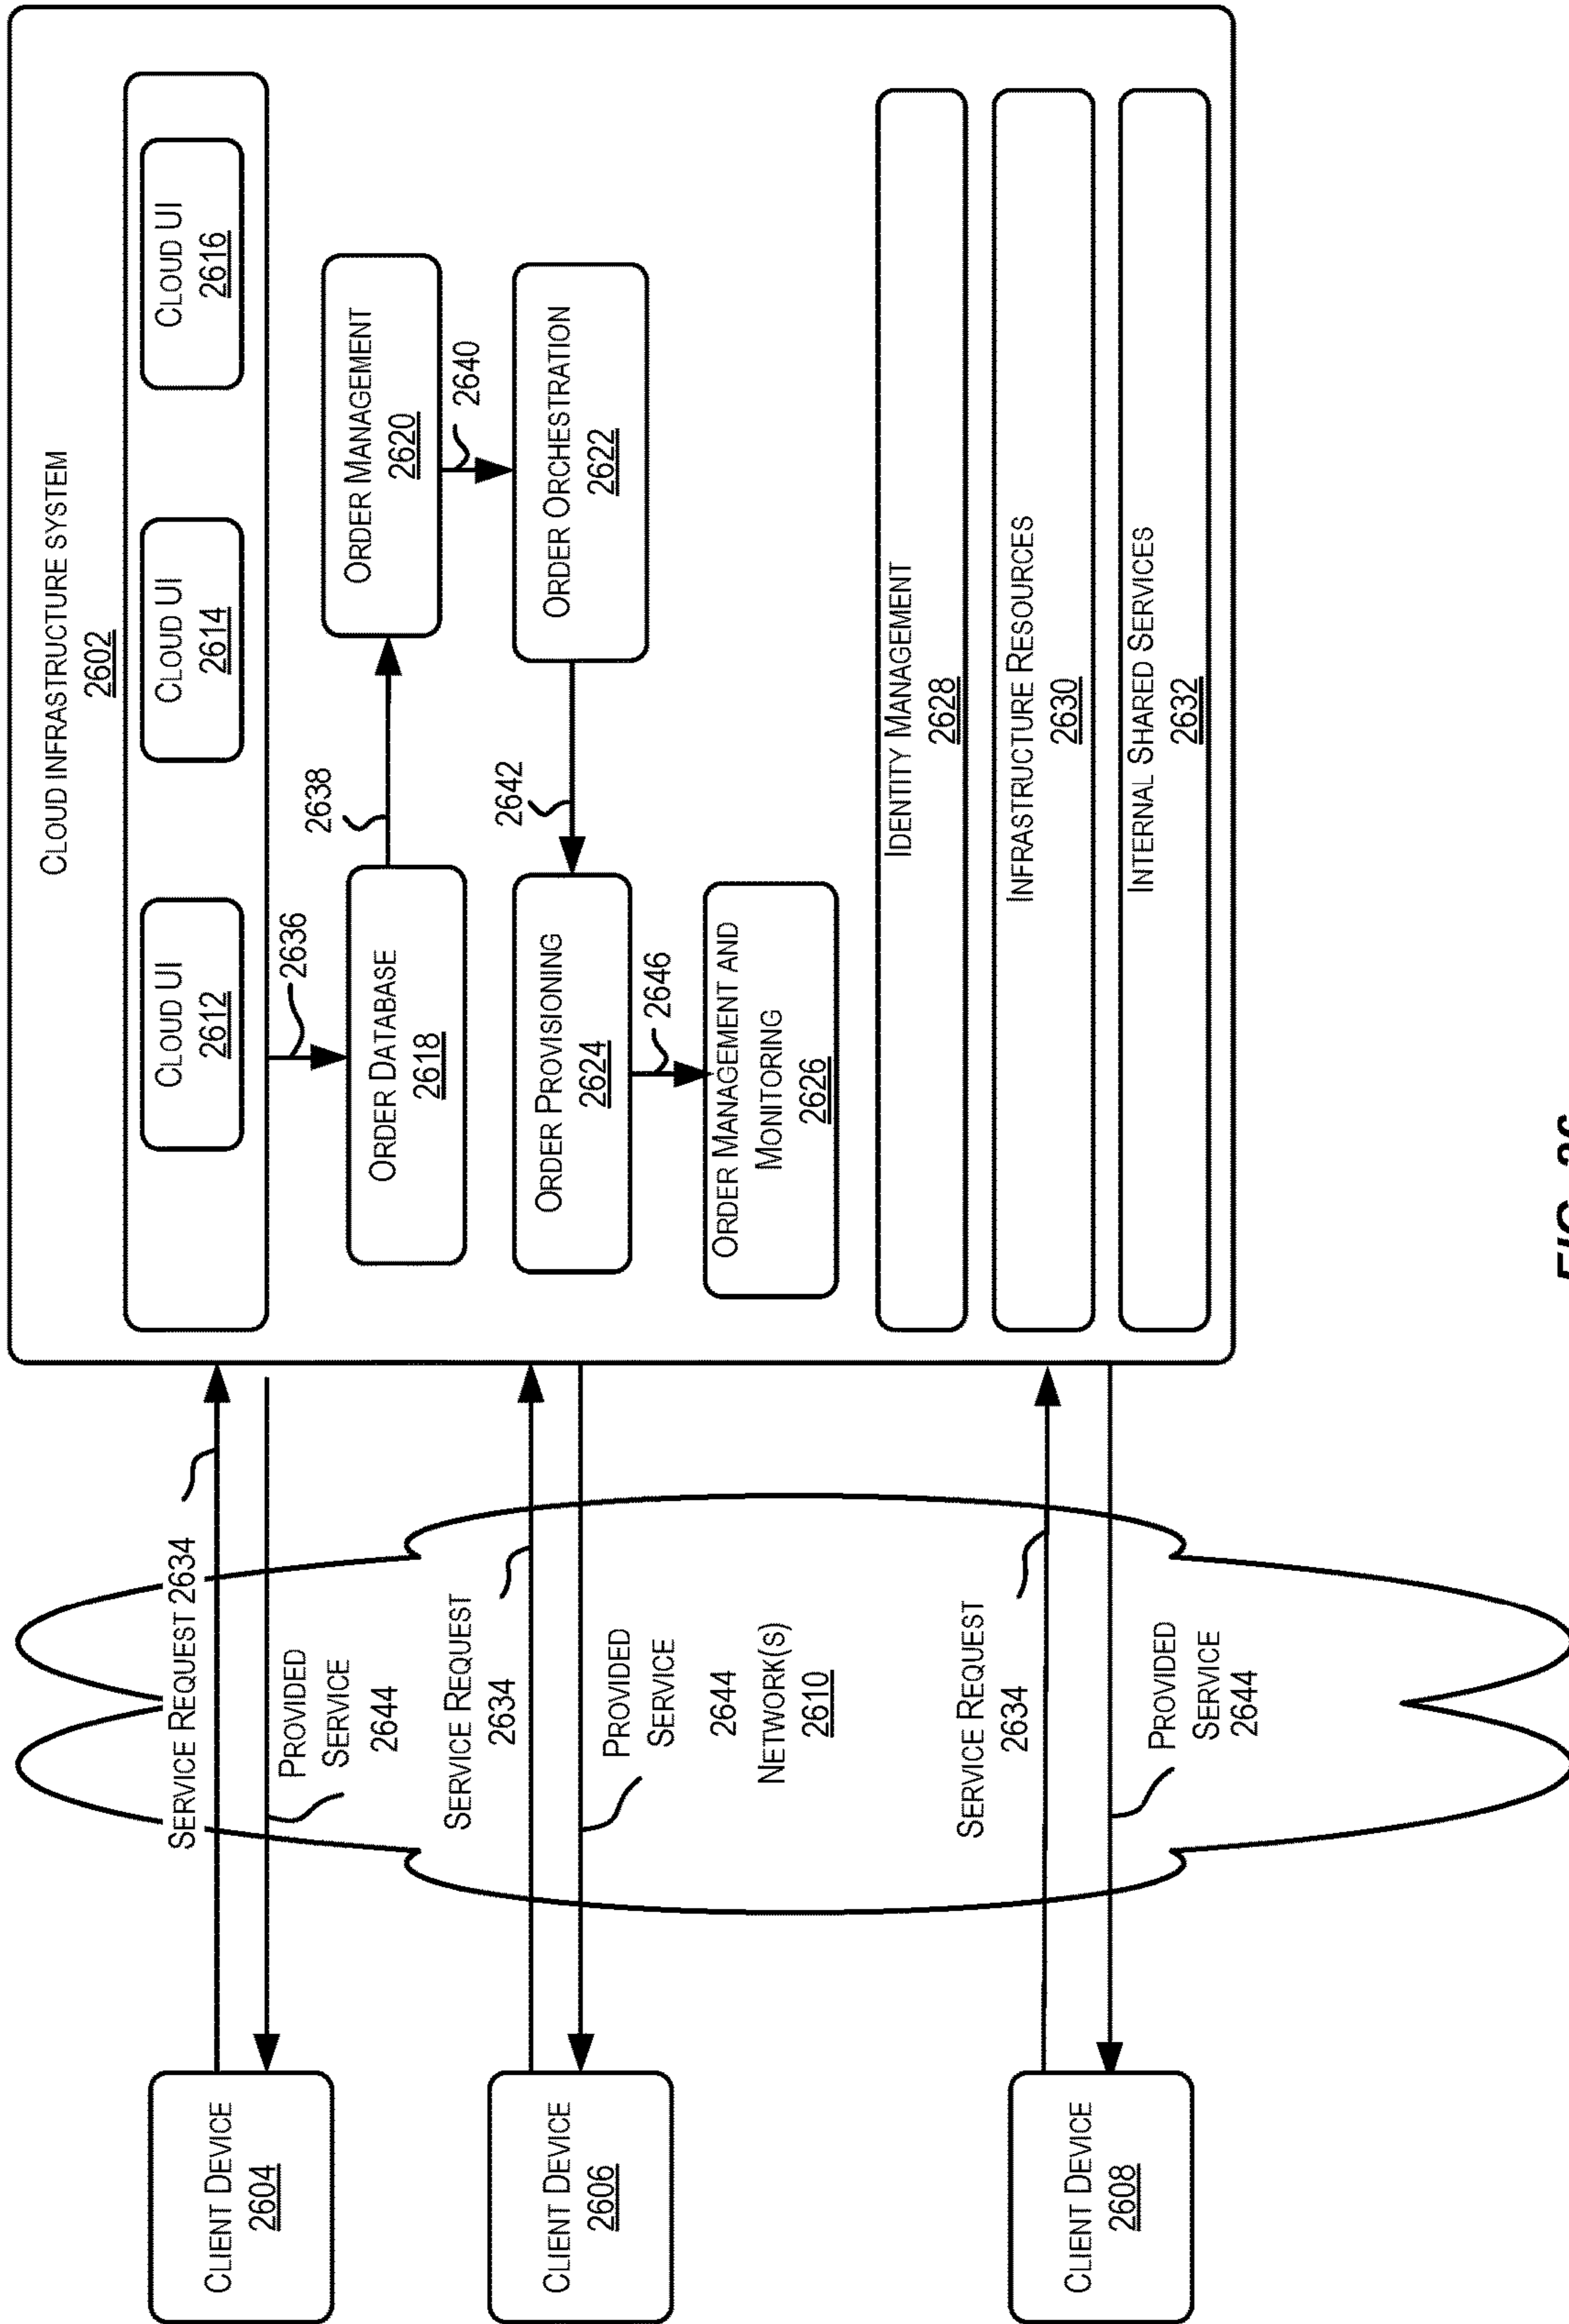 CLOUD INFRASTRUCTURE SYSTEM
2602
CLOUD UI
2612
CLOUD UI
2614
CLOUD UI
2616
2636
ORDER DATABASE
2618
2638
ORDER MANAGEMENT
2620
2640
ORDER ORCHESTRATION
2622
2642
ORDER PROVISIONING
2624
2646
ORDER MANAGEMENT AND
MONITORING
2626
IDENTITY MANAGEMENT
2628
INFRASTRUCTURE RESOURCES
2630
INTERNAL SHARED SERVICES
2632
SERVICE REQUEST 2634
PROVIDED
SERVICE
2644
SERVICE REQUEST
2634
PROVIDED
SERVICE
2644
NETWORK(S)
2610
SERVICE REQUEST
2634
PROVIDED
SERVICE
2644
CLIENT DEVICE
2604
CLIENT DEVICE
2606
CLIENT DEVICE
2608